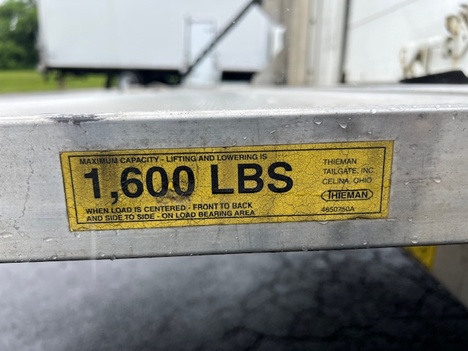 MAXIMUM CAPACITY - LIFTING AND LOWERING IS
1,600 LBS
WHEN LOAD IS CENTERED - FRONT TO BACK
AND SIDE TO SIDE - ON LOAD BEARING AREA
THIEMAN
TAILGATE, INC.
CELINA, OHIO
THIEMAN
4650750A